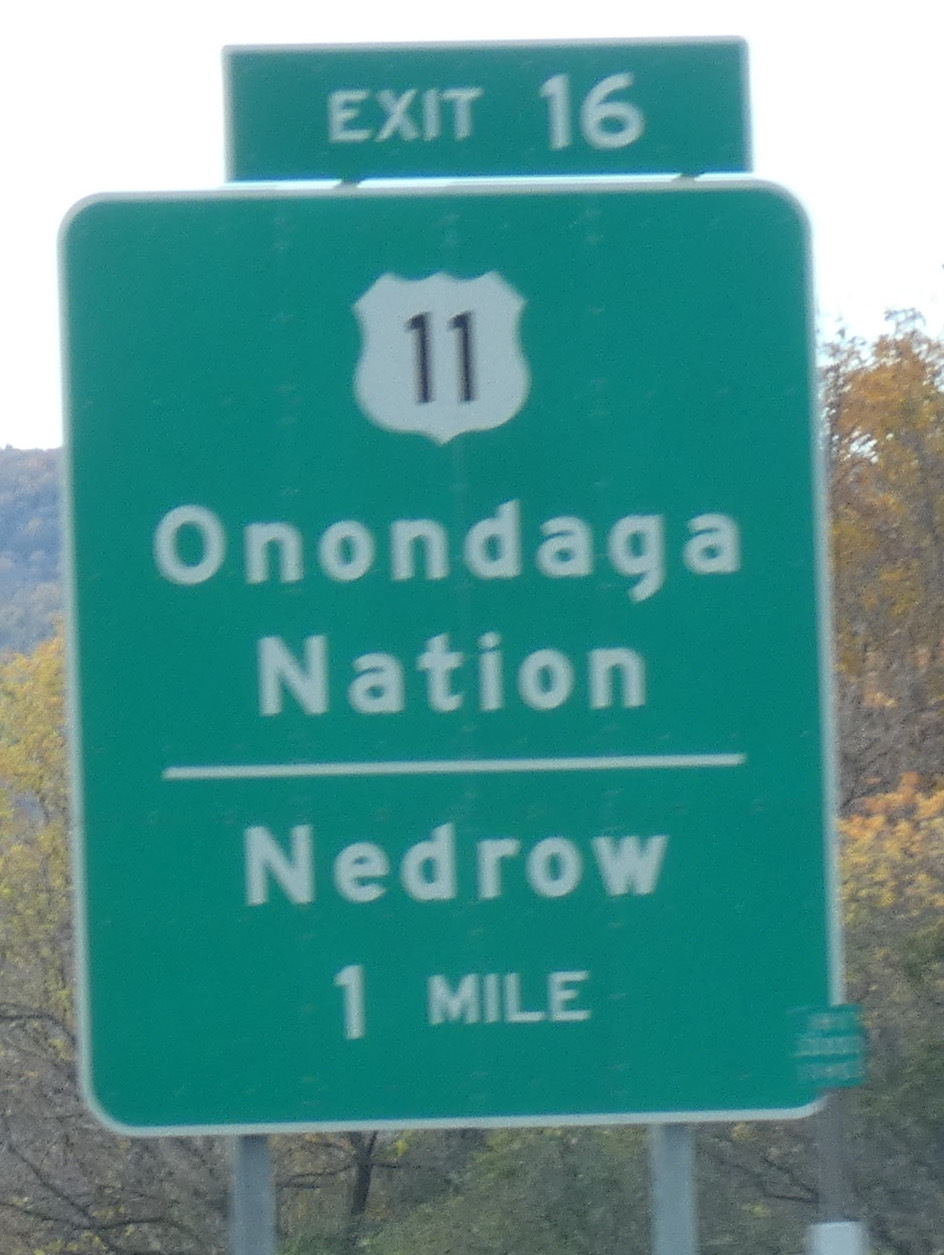 EXIT 16
11
Onondaga
Nation
Nedrow
1 MILE